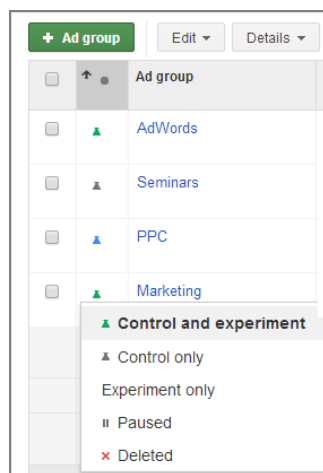 + Ad group Edit Details
Ad group
AdWords
Seminars
PPC
Marketing
Control and experiment
Control only
Experiment only
Paused
Deleted